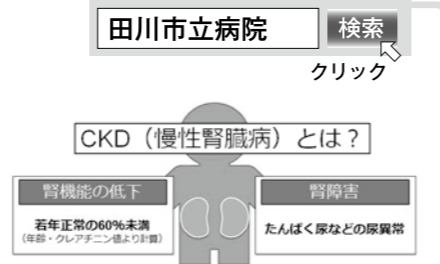 田川市立病院 検索
クリック
CKD（慢性腎臓病）とは？
腎機能の低下
若年正常の60%未満
（年齢・クレアチニン値より計算）
腎障害
たんぱく尿などの尿異常